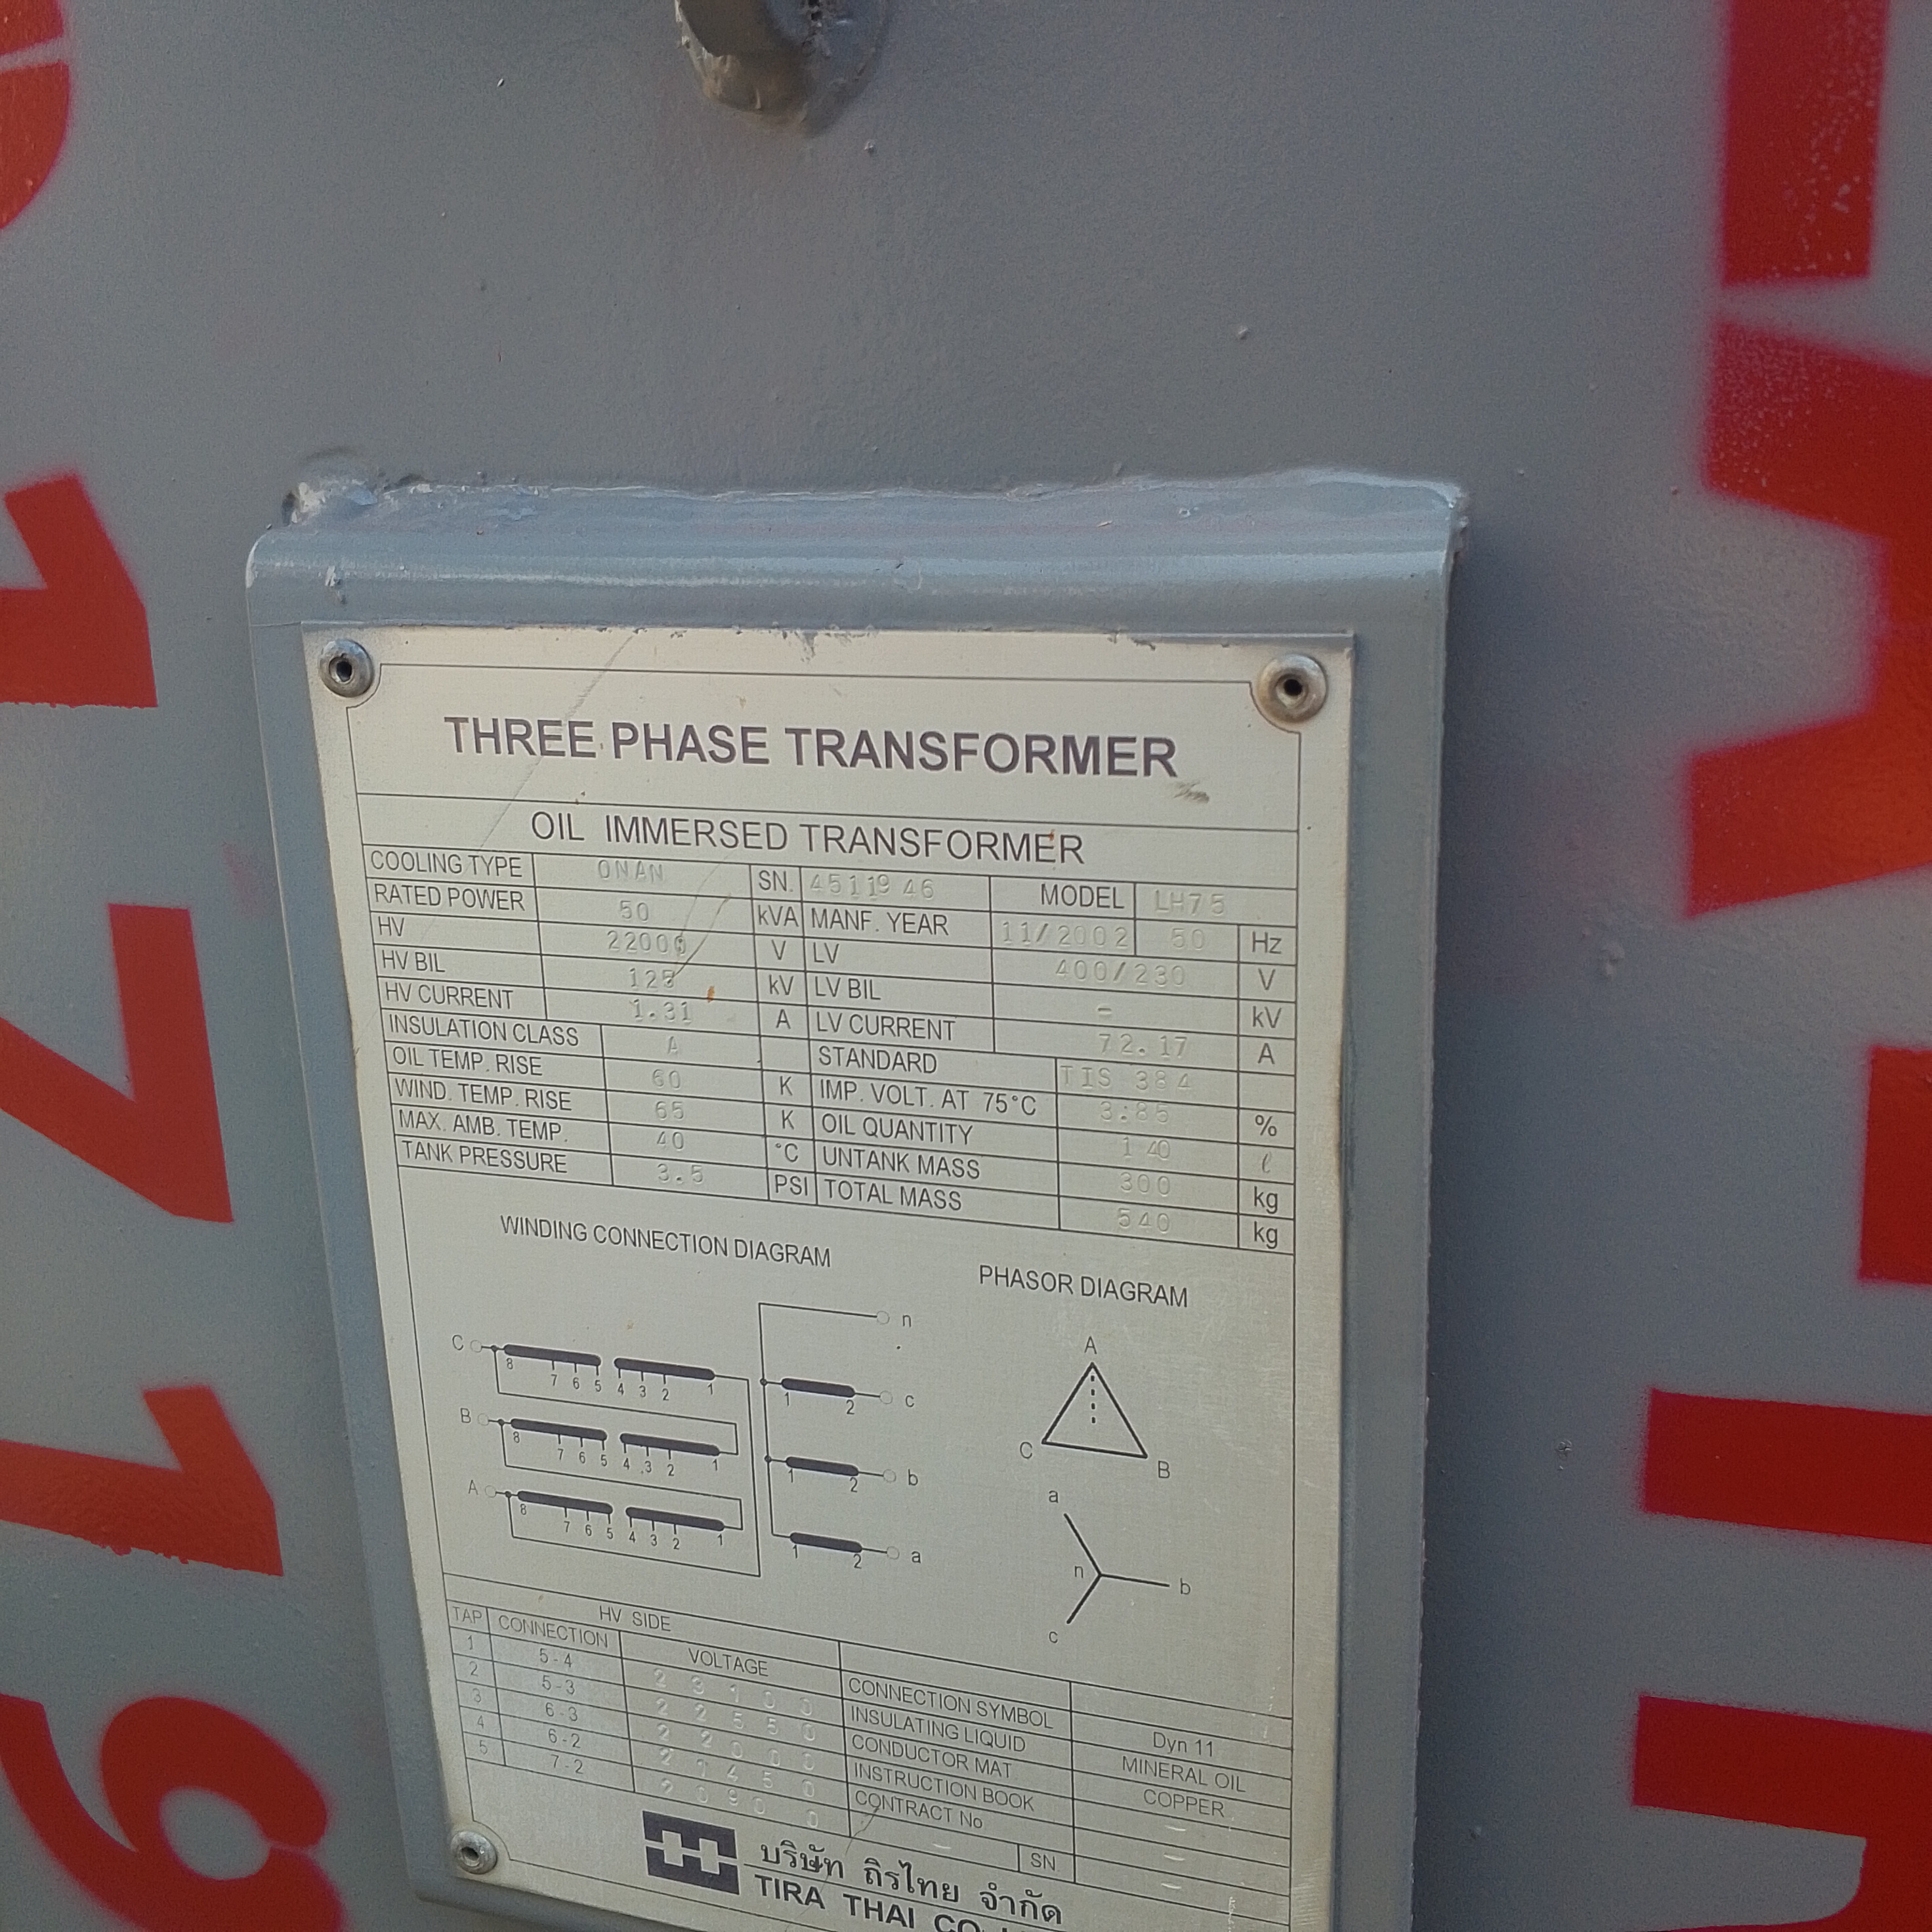 THREE PHASE TRANSFORMER
OIL IMMERSED TRANSFORMER
COOLING TYPE ONAN SN. 4511946 MODEL LH75
RATED POWER 50 kVA MANF. YEAR 11/2002 50 Hz
HV 22000 V LV 400/230 V
HV BIL 125 kV LV BIL - kV
HV CURRENT 1.31 A LV CURRENT 72.17 A
INSULATION CLASS A STANDARD TIS 384
OIL TEMP. RISE 60 K IMP. VOLT. AT 75°C 3.85 %
WIND. TEMP. RISE 65 K OIL QUANTITY 140 ℓ
MAX. AMB. TEMP. 40 °C UNTANK MASS 300 kg
TANK PRESSURE 3.5 PSI TOTAL MASS 540 kg
WINDING CONNECTION DIAGRAM
PHASOR DIAGRAM
n
C 8 7 6 5 4 3 2 1
1 2 c
B 8 7 6 5 4 3 2 1
1 2 b
A 8 7 6 5 4 3 2 1
1 2 a
A
C B
a
n b
c
HV SIDE
TAP CONNECTION VOLTAGE
1 5-4 23100
2 5-3 22550
3 6-3 22000
4 6-2 21450
5 7-2 20900
CONNECTION SYMBOL Dyn 11
INSULATING LIQUID MINERAL OIL
CONDUCTOR MAT COPPER
INSTRUCTION BOOK -
CONTRACT No -
- SN -
บริษัท ถิรไทย จำกัด
TIRA THAI CO.